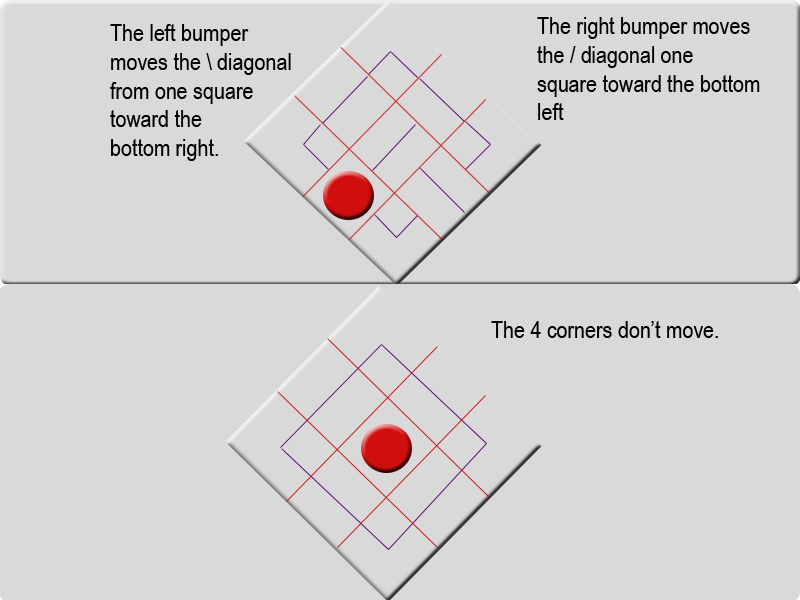 The left bumper
moves the \ diagonal
from one square
toward the
bottom right.
The right bumper moves
the / diagonal one
square toward the bottom
left
The 4 corners don’t move.